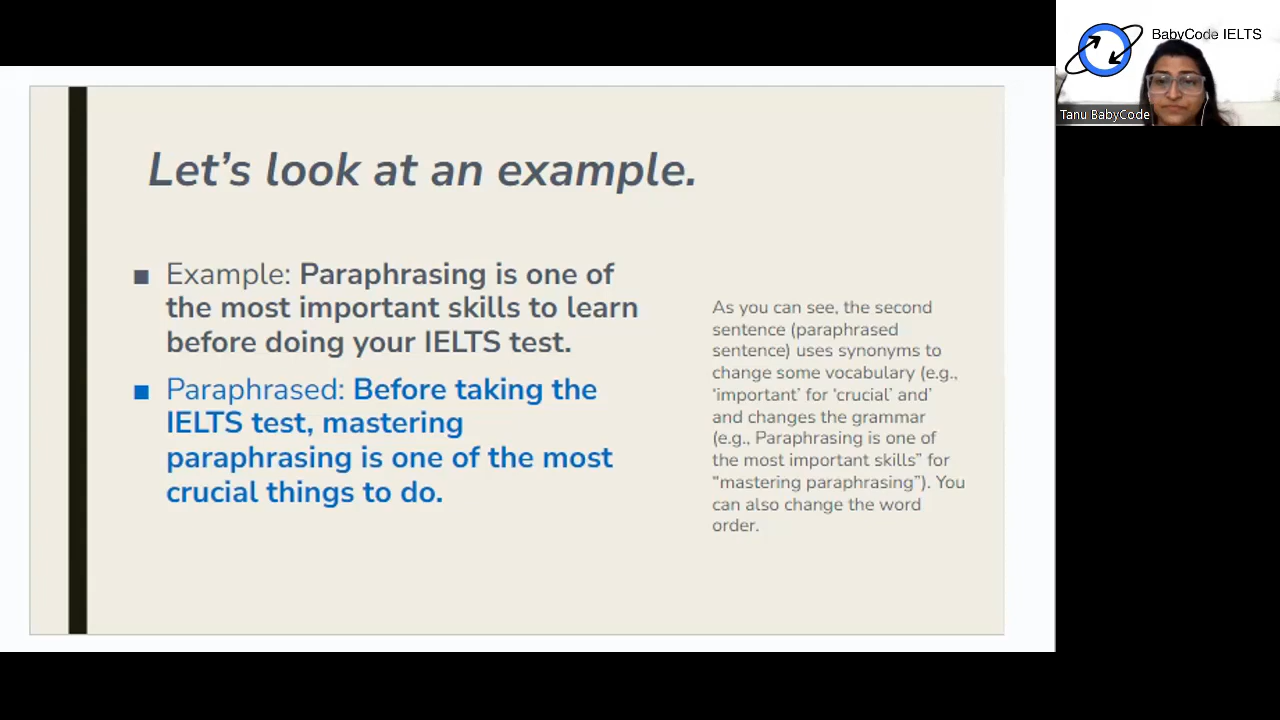 Let's look at an example.
■ Example: Paraphrasing is one of
the most important skills to learn
before doing your IELTS test.
■ Paraphrased: Before taking the
IELTS test, mastering
paraphrasing is one of the most
crucial things to do.
As you can see, the second
sentence (paraphrased
sentence) uses synonyms to
change some vocabulary (e.g.,
‘important’ for ‘crucial’ and’
and changes the grammar
(e.g., Paraphrasing is one of
the most important skills” for
“mastering paraphrasing”). You
can also change the word
order.
BabyCode IELTS
Tanu BabyCode